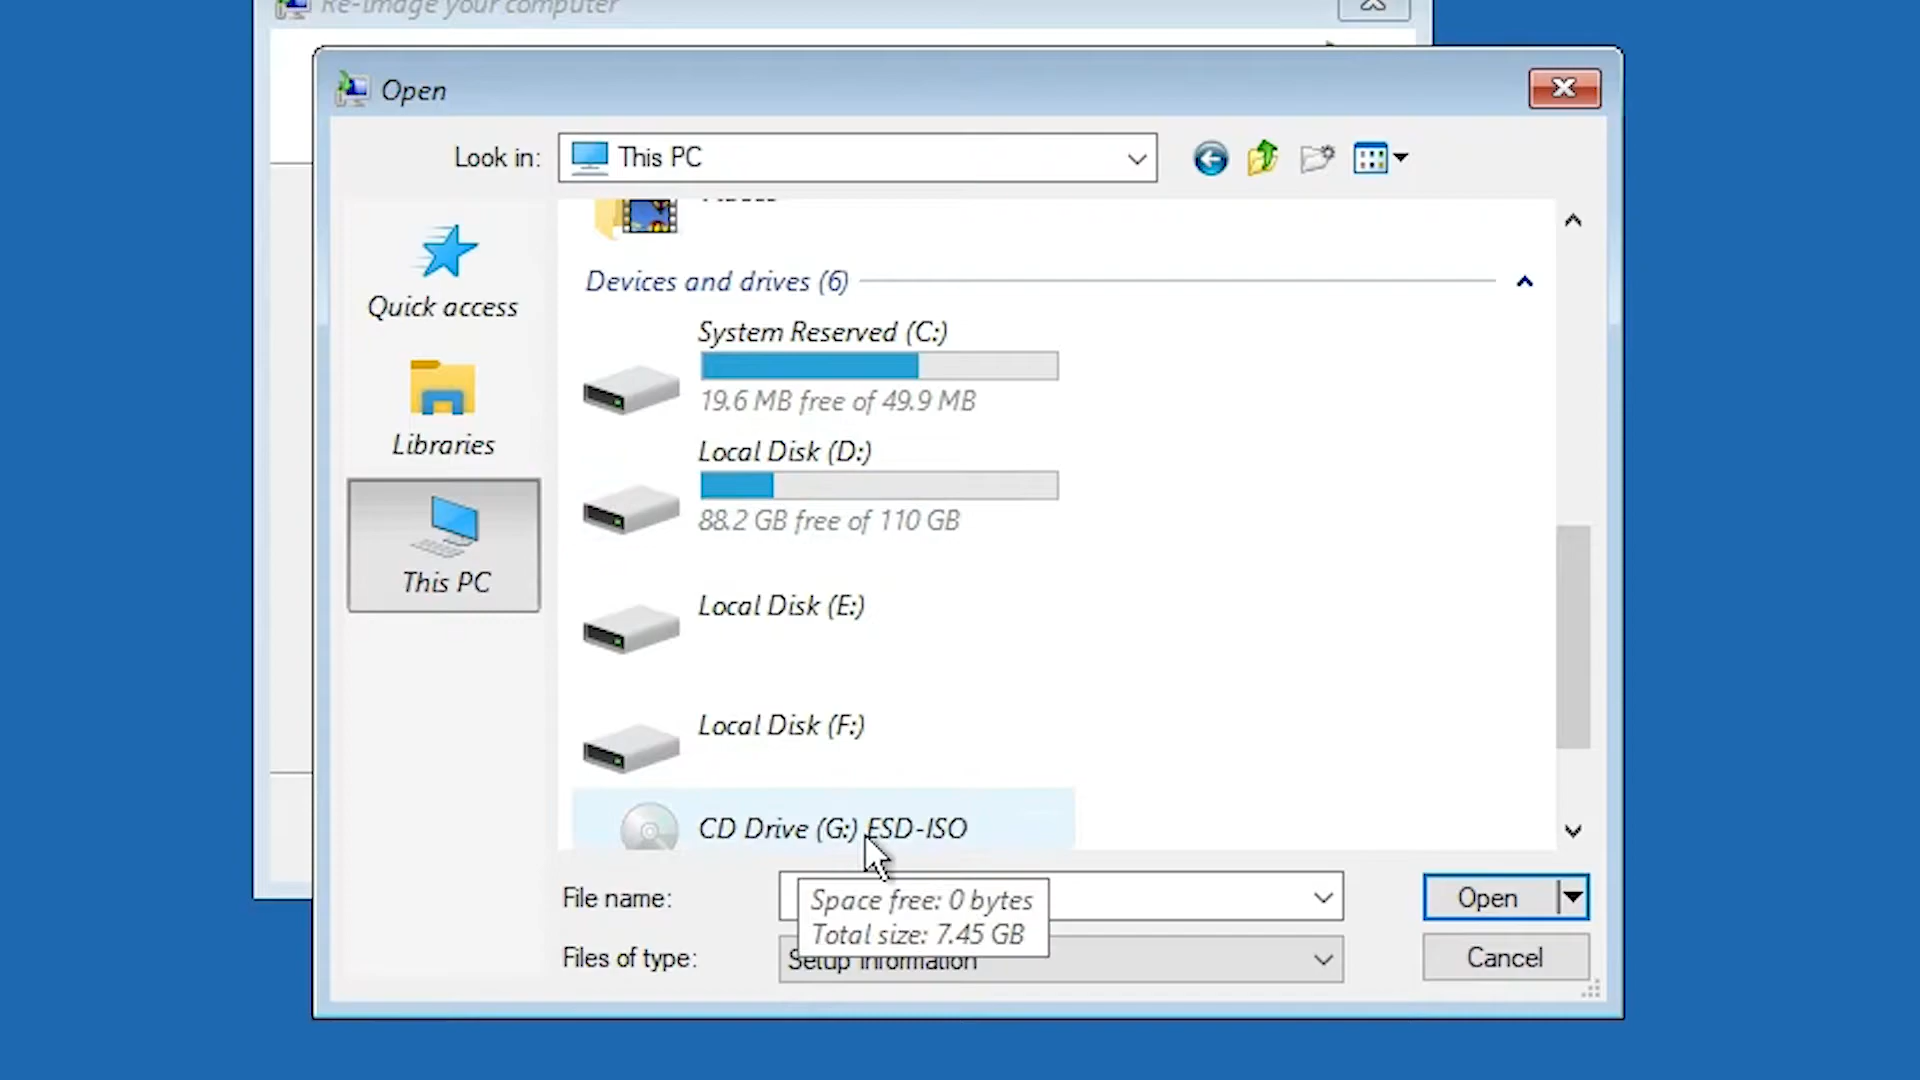 Re-image your computer
Open
Look in:
This PC
Quick access
Libraries
This PC
Devices and drives (6)
System Reserved (C:)
19.6 MB free of 49.9 MB
Local Disk (D:)
88.2 GB free of 110 GB
Local Disk (E:)
Local Disk (F:)
CD Drive (G:) ESD-ISO
Space free: 0 bytes
Total size: 7.45 GB
File name:
Open
Files of type:
Setup Information
Cancel